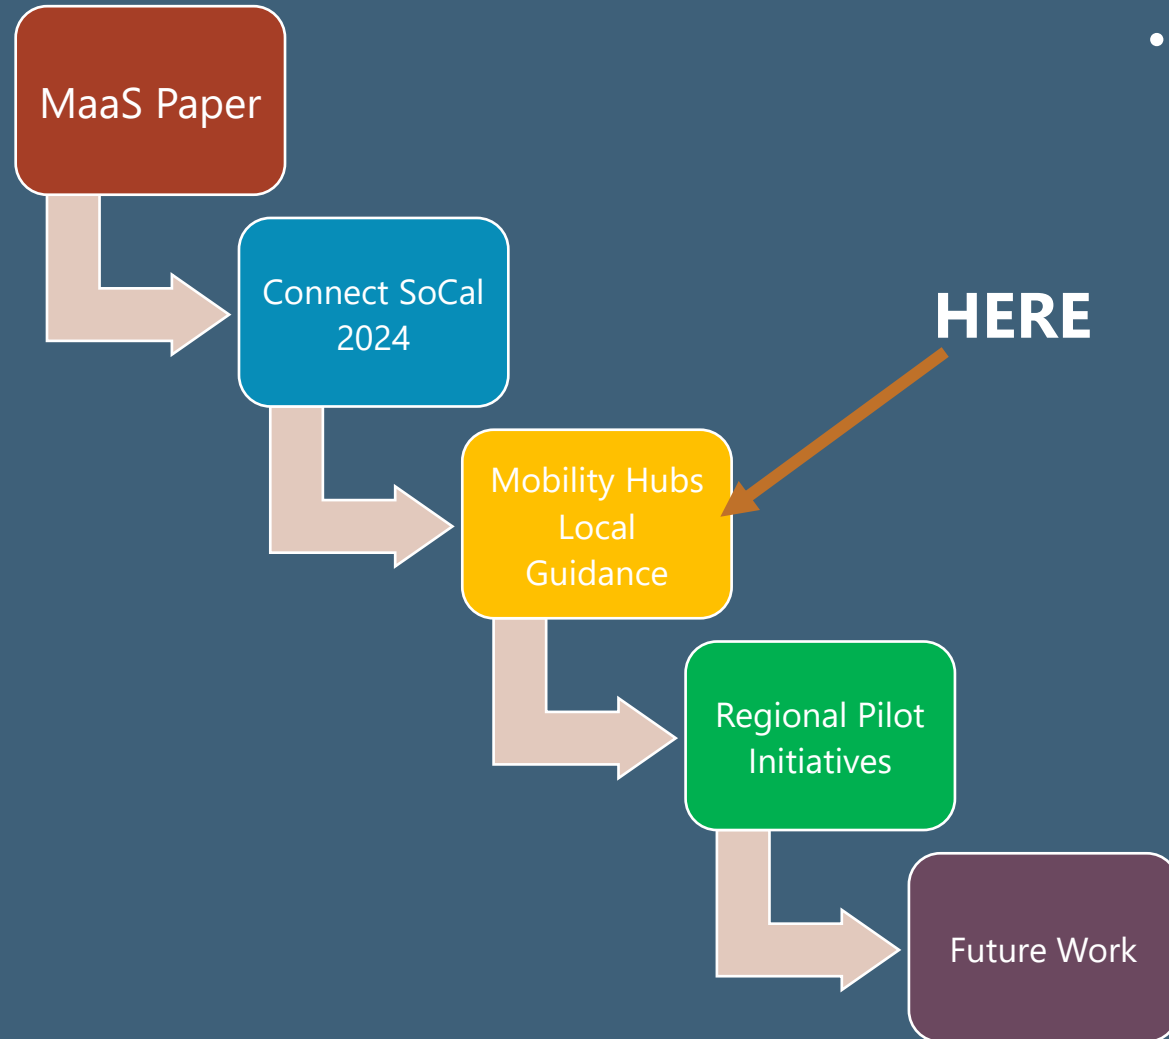 •
MaaS Paper
Connect SoCal
2024
HERE
Mobility Hubs
Local
Guidance
Regional Pilot
Initiatives
Future Work